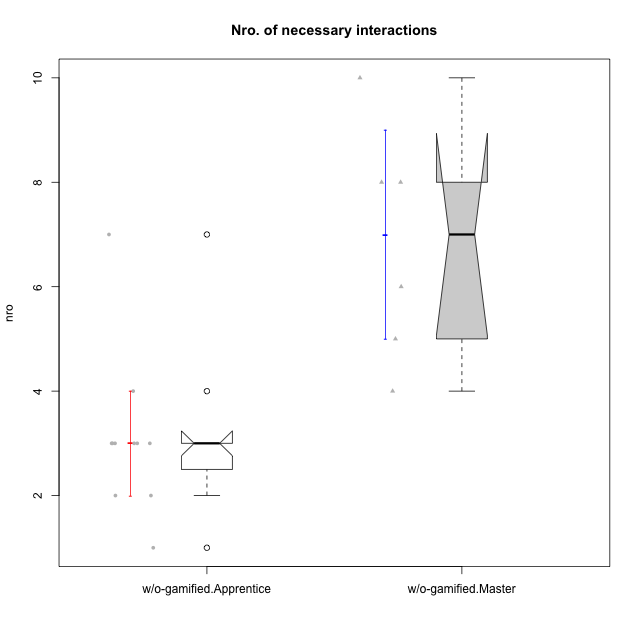 Nro. of necessary interactions
10
8
6
4
2
nro
w/o-gamified.Apprentice
w/o-gamified.Master